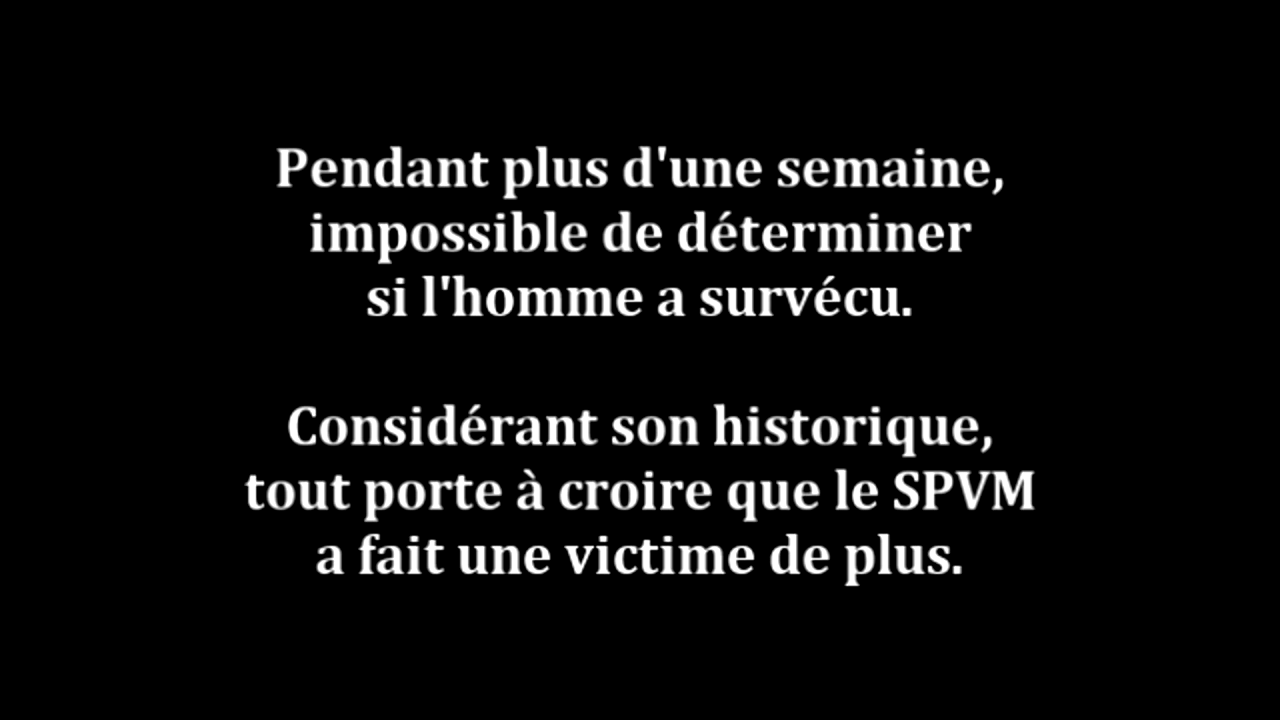 Pendant plus d'une semaine,
impossible de déterminer
si l'homme a survécu.
Considérant son historique,
tout porte à croire que le SPVM
a fait une victime de plus.